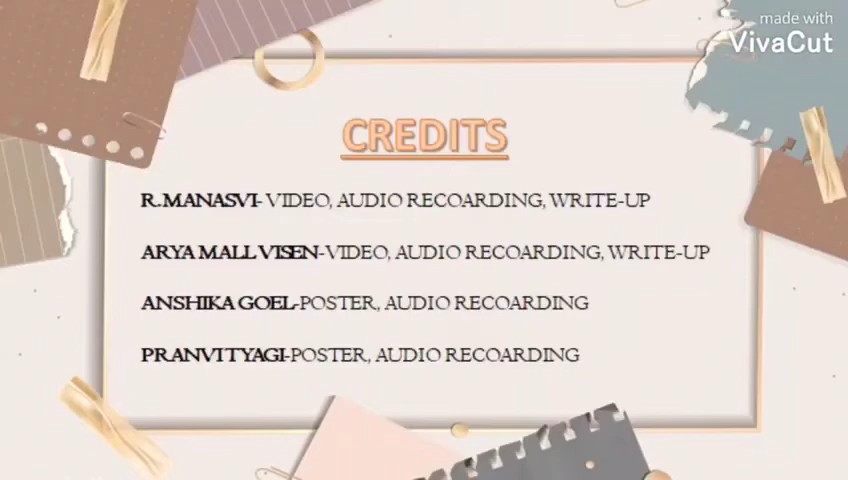 made with
VivaCut
CREDITS
R.MANASVI- VIDEO, AUDIO RECOARDING, WRITE-UP
ARYA MALL VISEN-VIDEO, AUDIO RECOARDING, WRITE-UP
ANSHIKA GOEL-POSTER, AUDIO RECOARDING
PRANVI TYAGI-POSTER, AUDIO RECOARDING